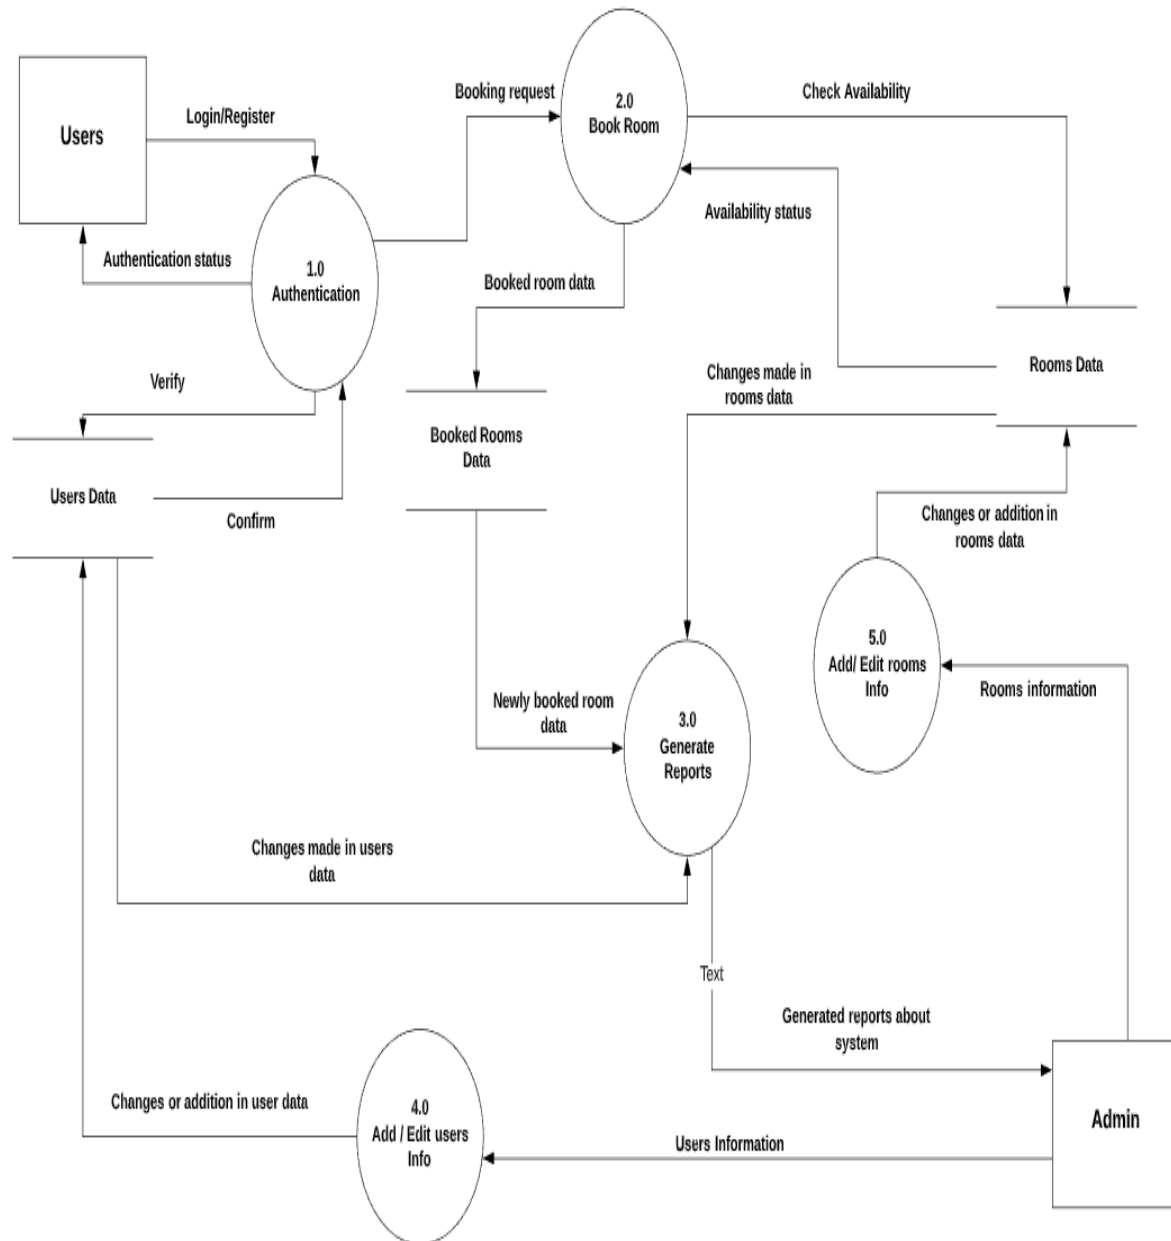 2.0
Book Room
Booking request
Check Availability
Users
Login/Register
Availability status
Authentication status
1.0
Authentication
Booked room data
Verify
Changes made in
rooms data
Rooms Data
Booked Rooms
Data
Users Data
Confirm
Changes or addition in
rooms data
5.0
Add/ Edit rooms
Info
Rooms information
Newly booked room
data
3.0
Generate
Reports
Changes made in users
data
Text
Generated reports about
system
Changes or addition in user data
4.0
Add / Edit users
Info
Users Information
Admin